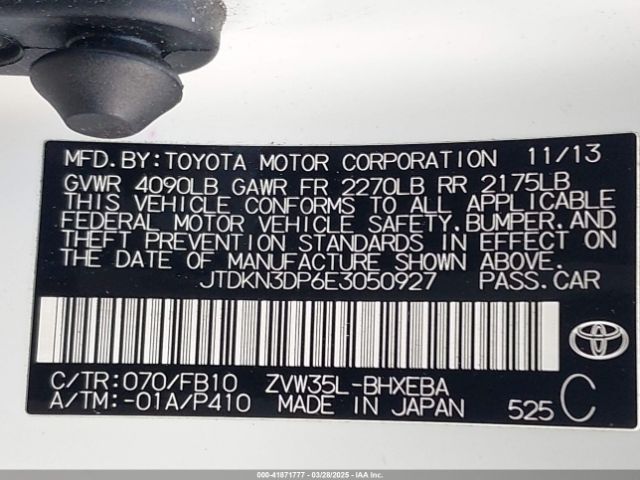 MFD.BY:TOYOTA MOTOR CORPORATION 11/13
GVWR 4090LB GAWR FR 2270LB RR 2175LB
THIS VEHICLE CONFORMS TO ALL APPLICABLE
FEDERAL MOTOR VEHICLE SAFETY,BUMPER,AND
THEFT PREVENTION STANDARDS IN EFFECT ON
THE DATE OF MANUFACTURE SHOWN ABOVE.
JTDKN3DP6E3050927 PASS.CAR
C/TR:070/FB10 ZVW35L-BHXEBA
A/TM:-01A/P410 MADE IN JAPAN 525 C
000-41871777 - 03/28/2025 - IAAI.COM